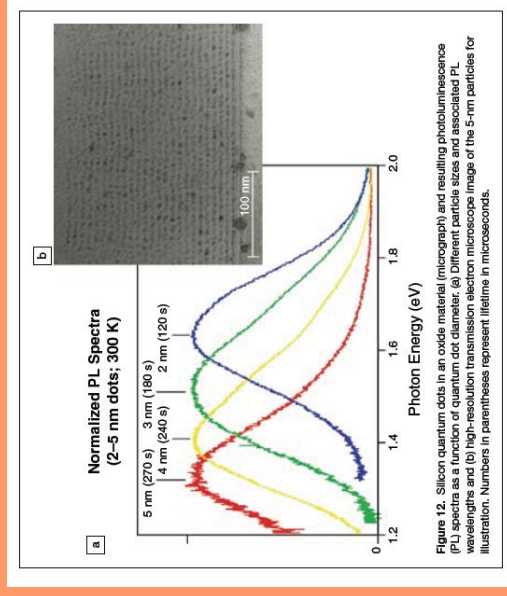 a
Normalized PL Spectra
(2–5 nm dots; 300 K)
b
100 nm
5 nm (270 s)
3 nm (180 s)
4 nm (240 s)
2 nm (120 s)
0
1.2
1.4
1.6
1.8
2.0
Photon Energy (eV)
Figure 12. Silicon quantum dots in an oxide material (micrograph) and resulting photoluminescence
(PL) spectra as a function of quantum dot diameter. (a) Different particle sizes and associated PL
wavelengths and (b) high-resolution transmission electron microscope image of the 5-nm particles for
illustration. Numbers in parentheses represent lifetime in microseconds.